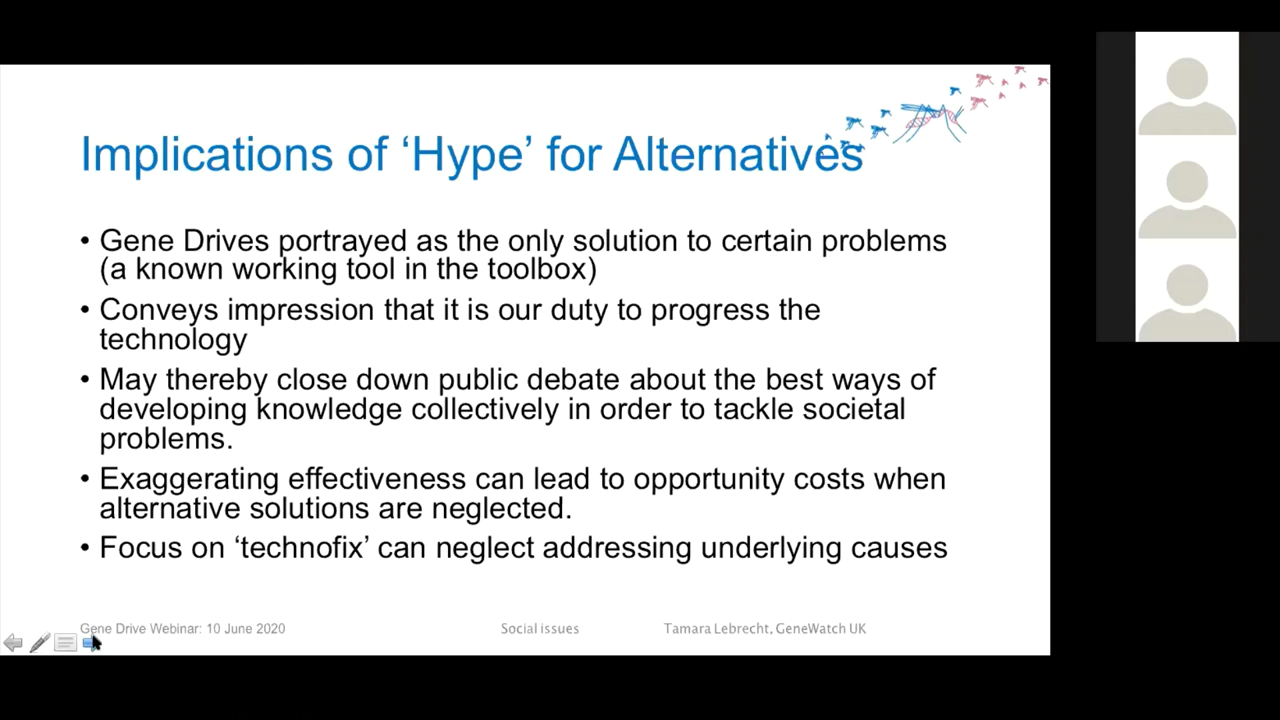 Implications of ‘Hype’ for Alternatives
• Gene Drives portrayed as the only solution to certain problems
(a known working tool in the toolbox)
• Conveys impression that it is our duty to progress the
technology
• May thereby close down public debate about the best ways of
developing knowledge collectively in order to tackle societal
problems.
• Exaggerating effectiveness can lead to opportunity costs when
alternative solutions are neglected.
• Focus on ‘technofix’ can neglect addressing underlying causes
Gene Drive Webinar: 10 June 2020 Social issues Tamara Lebrecht, GeneWatch UK